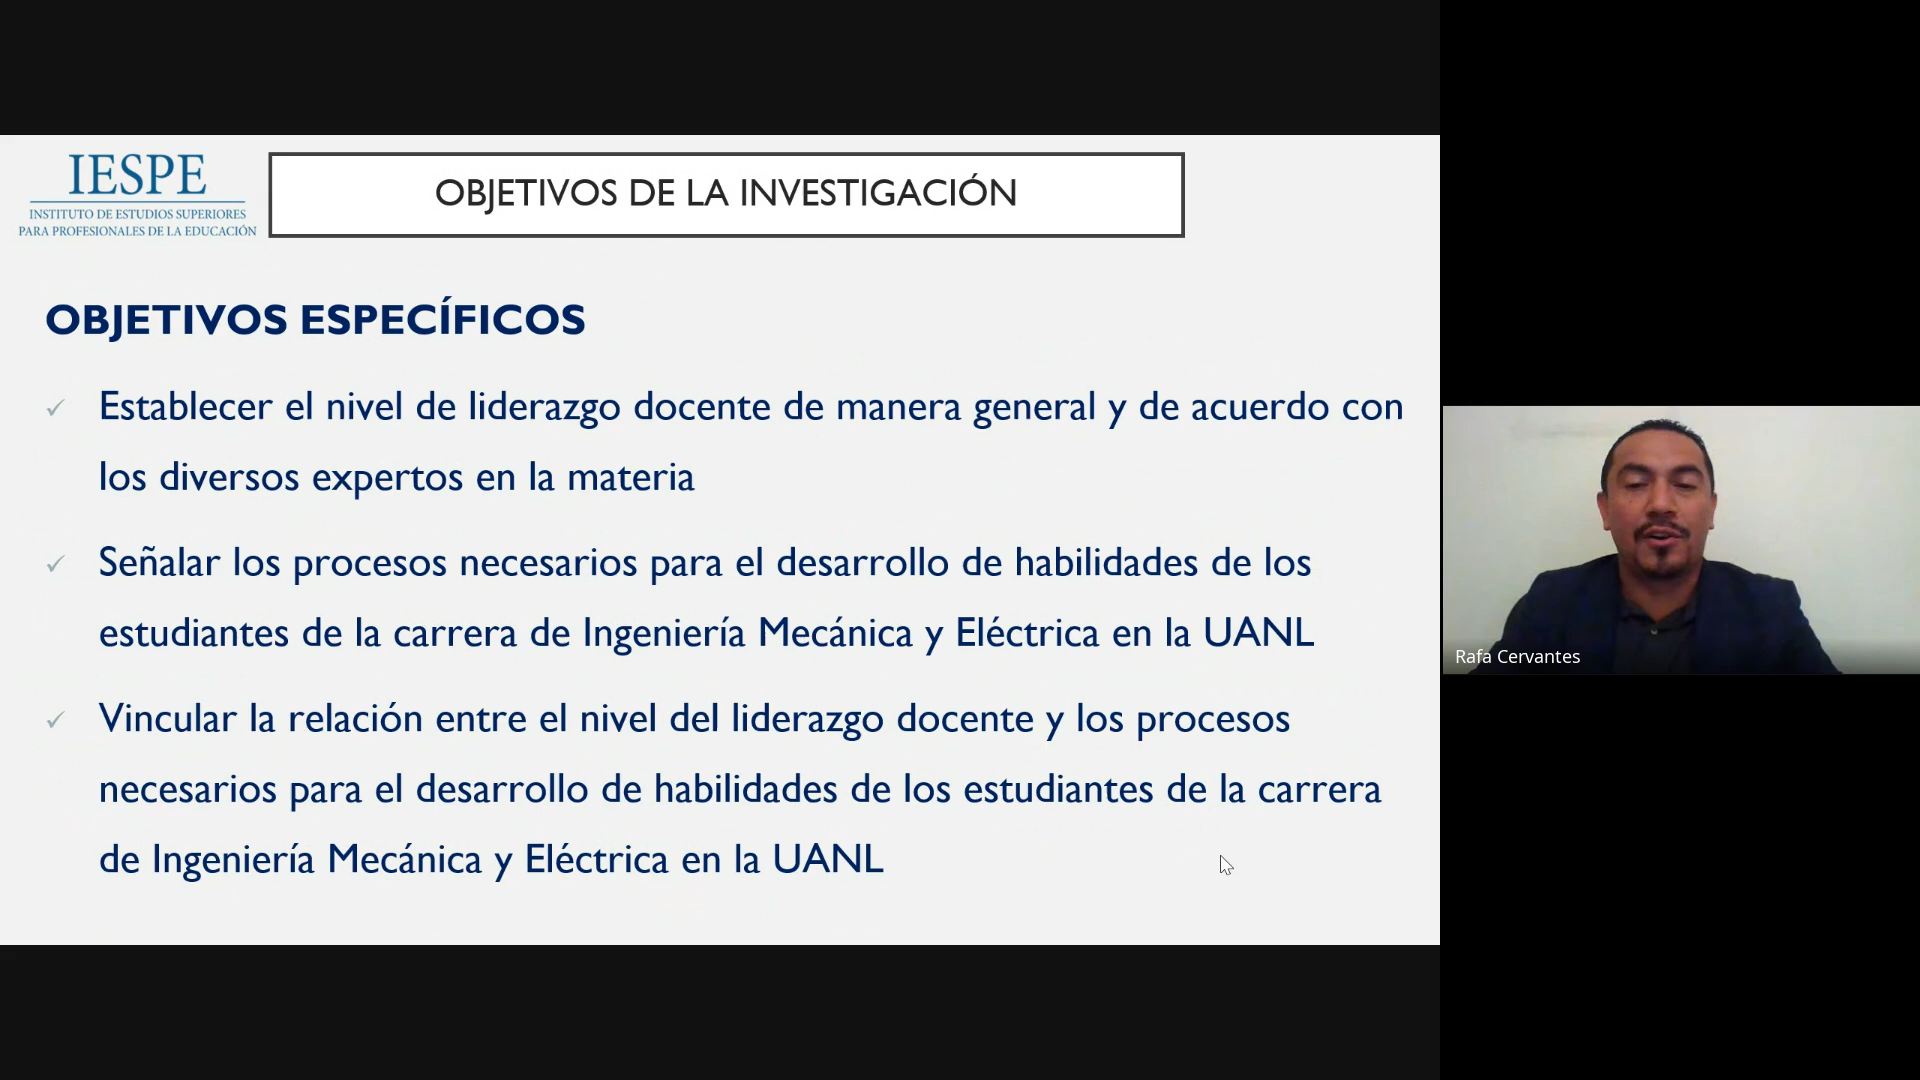 IESPE
INSTITUTO DE ESTUDIOS SUPERIORES
PARA PROFESIONALES DE LA EDUCACIÓN
OBJETIVOS DE LA INVESTIGACIÓN
OBJETIVOS ESPECÍFICOS
✓ Establecer el nivel de liderazgo docente de manera general y de acuerdo con
los diversos expertos en la materia
✓ Señalar los procesos necesarios para el desarrollo de habilidades de los
estudiantes de la carrera de Ingeniería Mecánica y Eléctrica en la UANL
✓ Vincular la relación entre el nivel del liderazgo docente y los procesos
necesarios para el desarrollo de habilidades de los estudiantes de la carrera
de Ingeniería Mecánica y Eléctrica en la UANL
Rafa Cervantes